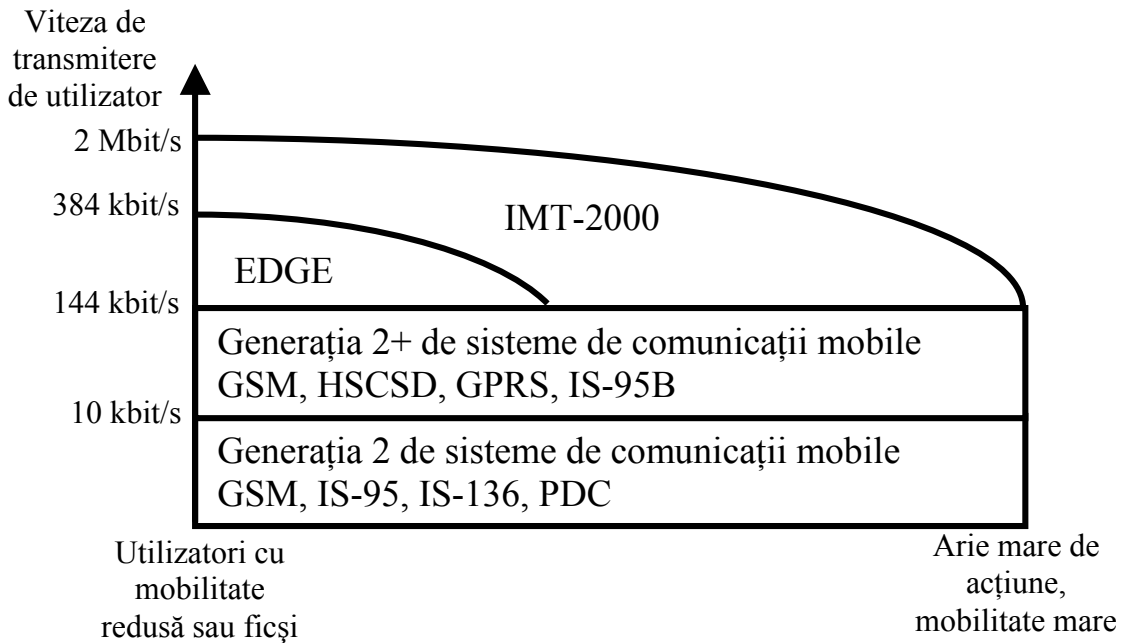 Viteza de
transmitere
de utilizator
2 Mbit/s
384 kbit/s
IMT-2000
EDGE
144 kbit/s
Generația 2+ de sisteme de comunicații mobile
GSM, HSCSD, GPRS, IS-95B
10 kbit/s
Generația 2 de sisteme de comunicații mobile
GSM, IS-95, IS-136, PDC
Utilizatori cu
mobilitate
redusă sau ficși
Arie mare de
acțiune,
mobilitate mare